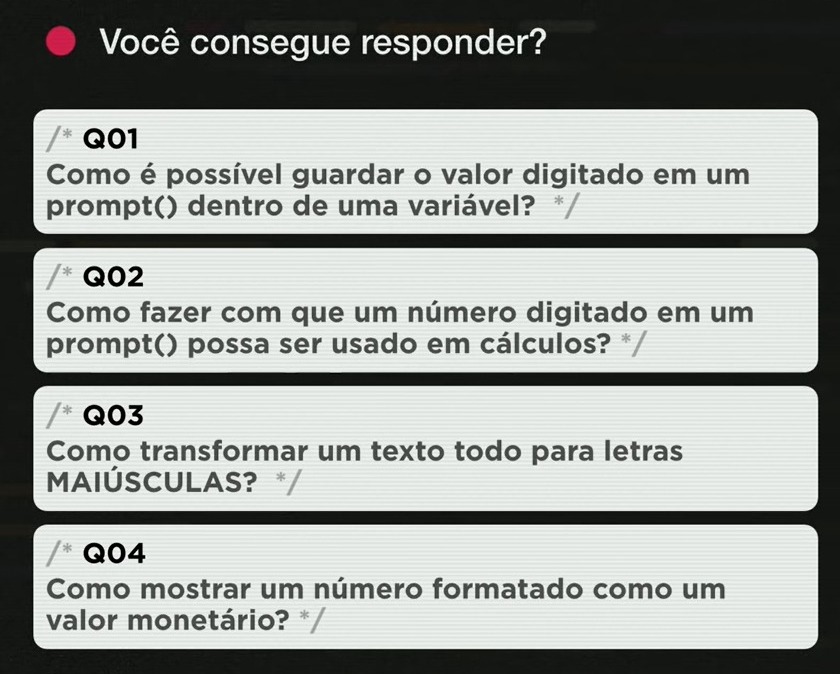 Você consegue responder?
/* Q01
Como é possível guardar o valor digitado em um
prompt() dentro de uma variável? */
/* Q02
Como fazer com que um número digitado em um
prompt() possa ser usado em cálculos? */
/* Q03
Como transformar um texto todo para letras
MAIÚSCULAS? */
/* Q04
Como mostrar um número formatado como um
valor monetário? */